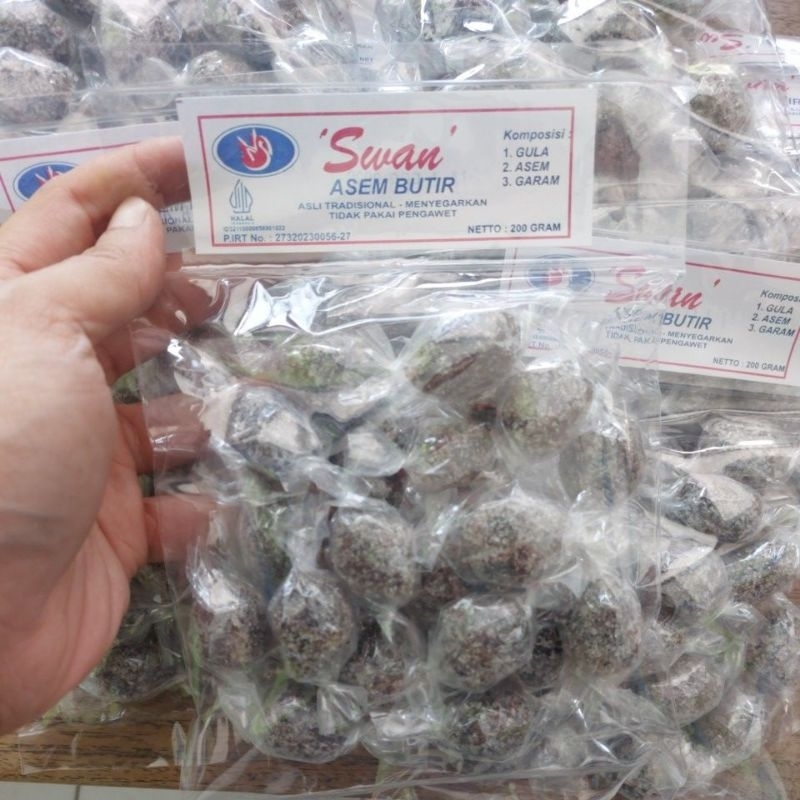 'Swan'
ASEM BUTIR
ASLI TRADISIONAL - MENYEGARKAN
TIDAK PAKAI PENGAWET
Komposisi :
1. GULA
2. ASEM
3. GARAM
HALAL
P.IRT No. : 27320230056-27
NETTO : 200 GRAM
'Swan'
BUTIR
TRADISIONAL - MENYEGARKAN
TIDAK PAKAI PENGAWET
Komposisi
1. GULA
2. ASEM
3. GARAM
NETTO : 200 GRAM